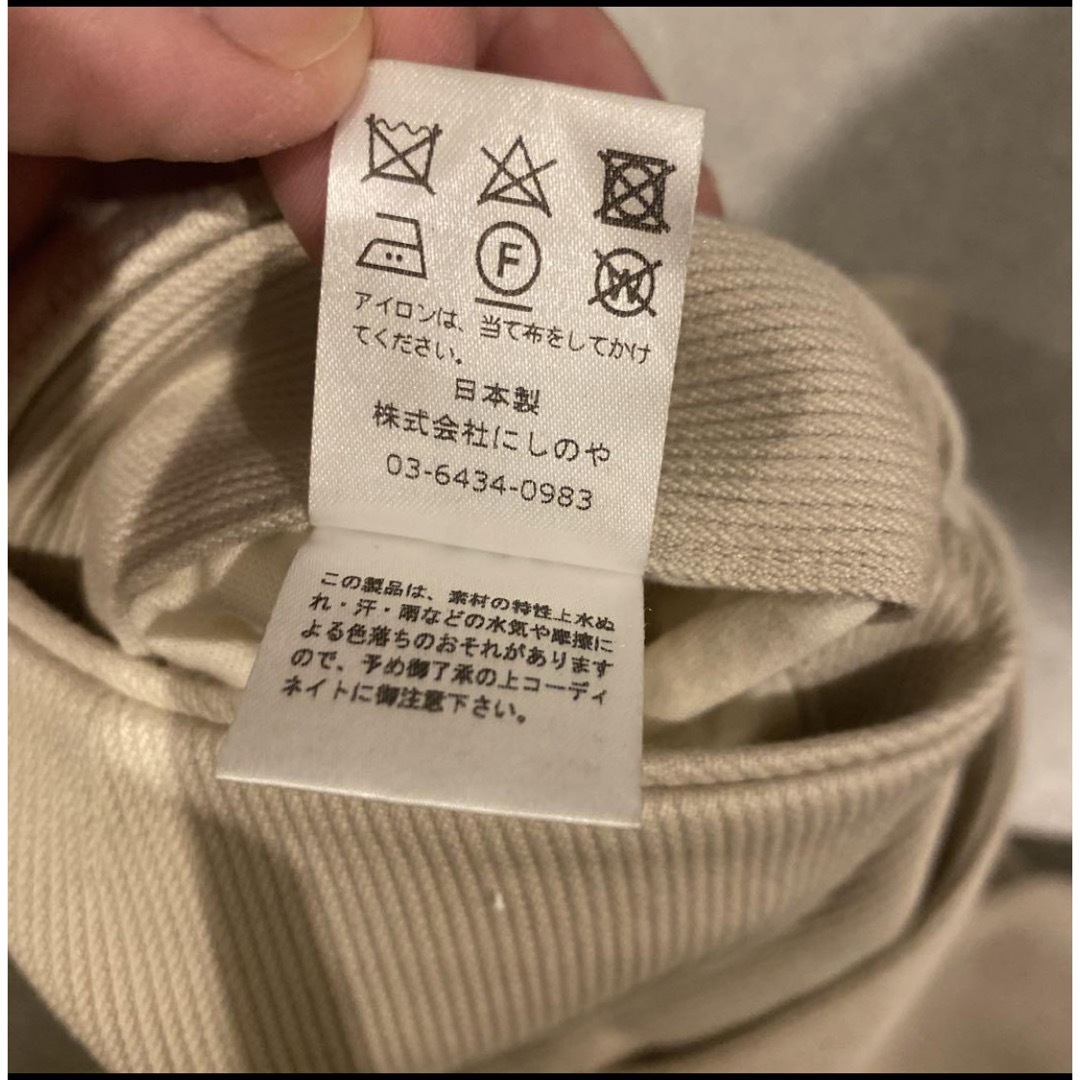 F
W
アイロンは、当て布をしてかけ
てください。
日本製
株式会社にしのや
03-6434-0983
この製品は、素材の特性上水ぬ
れ・汗・雨などの水気や摩擦に
よる色落ちのおそれがあります
ので、予め御了承の上コーディ
ネイトに御注意下さい。